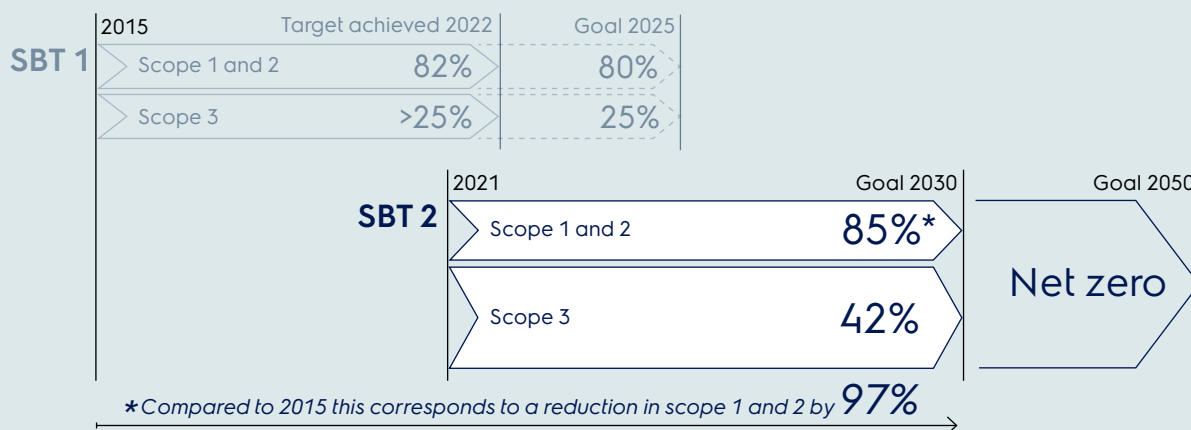 2015 Target achieved 2022 Goal 2025
SBT 1
Scope 1 and 2 82% 80%
Scope 3 >25% 25%
2021 Goal 2030 Goal 2050
SBT 2
Scope 1 and 2 85%*
Net zero
Scope 3 42%
*Compared to 2015 this corresponds to a reduction in scope 1 and 2 by 97%